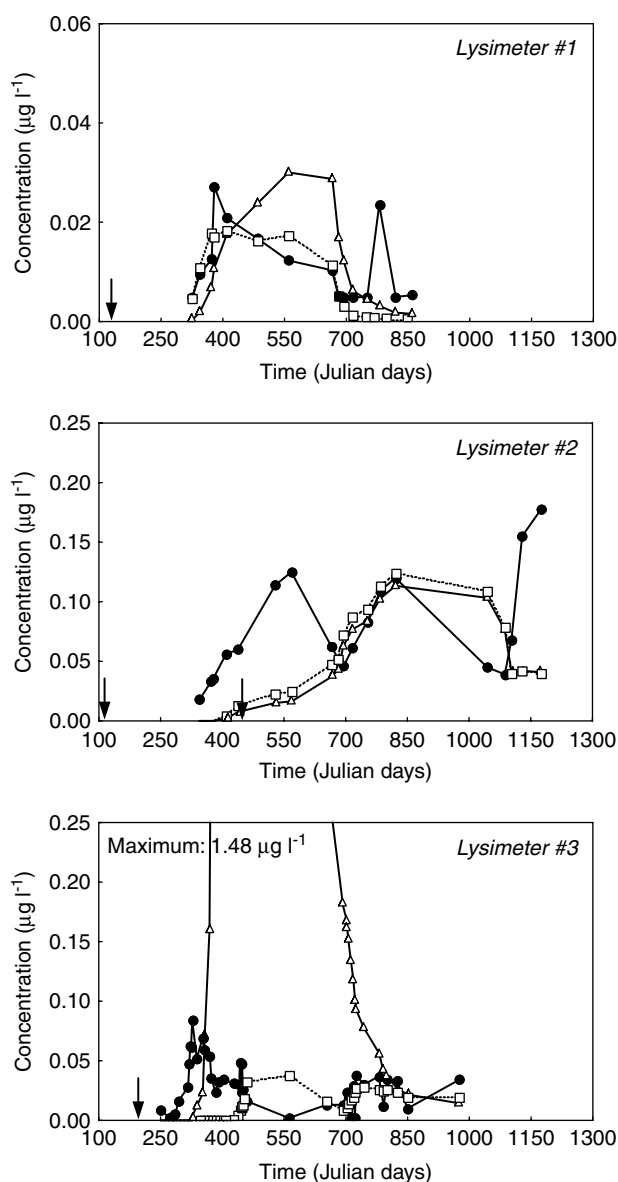 0.06
Lysimeter #1
0.04
0.02
0.00
Concentration (µg l⁻¹)
100 250 400 550 700 850 1000 1150 1300
Time (Julian days)
0.25
Lysimeter #2
0.20
0.15
0.10
0.05
0.00
Concentration (µg l⁻¹)
100 250 400 550 700 850 1000 1150 1300
Time (Julian days)
0.25
Maximum: 1.48 µg l⁻¹
Lysimeter #3
0.20
0.15
0.10
0.05
0.00
Concentration (µg l⁻¹)
100 250 400 550 700 850 1000 1150 1300
Time (Julian days)